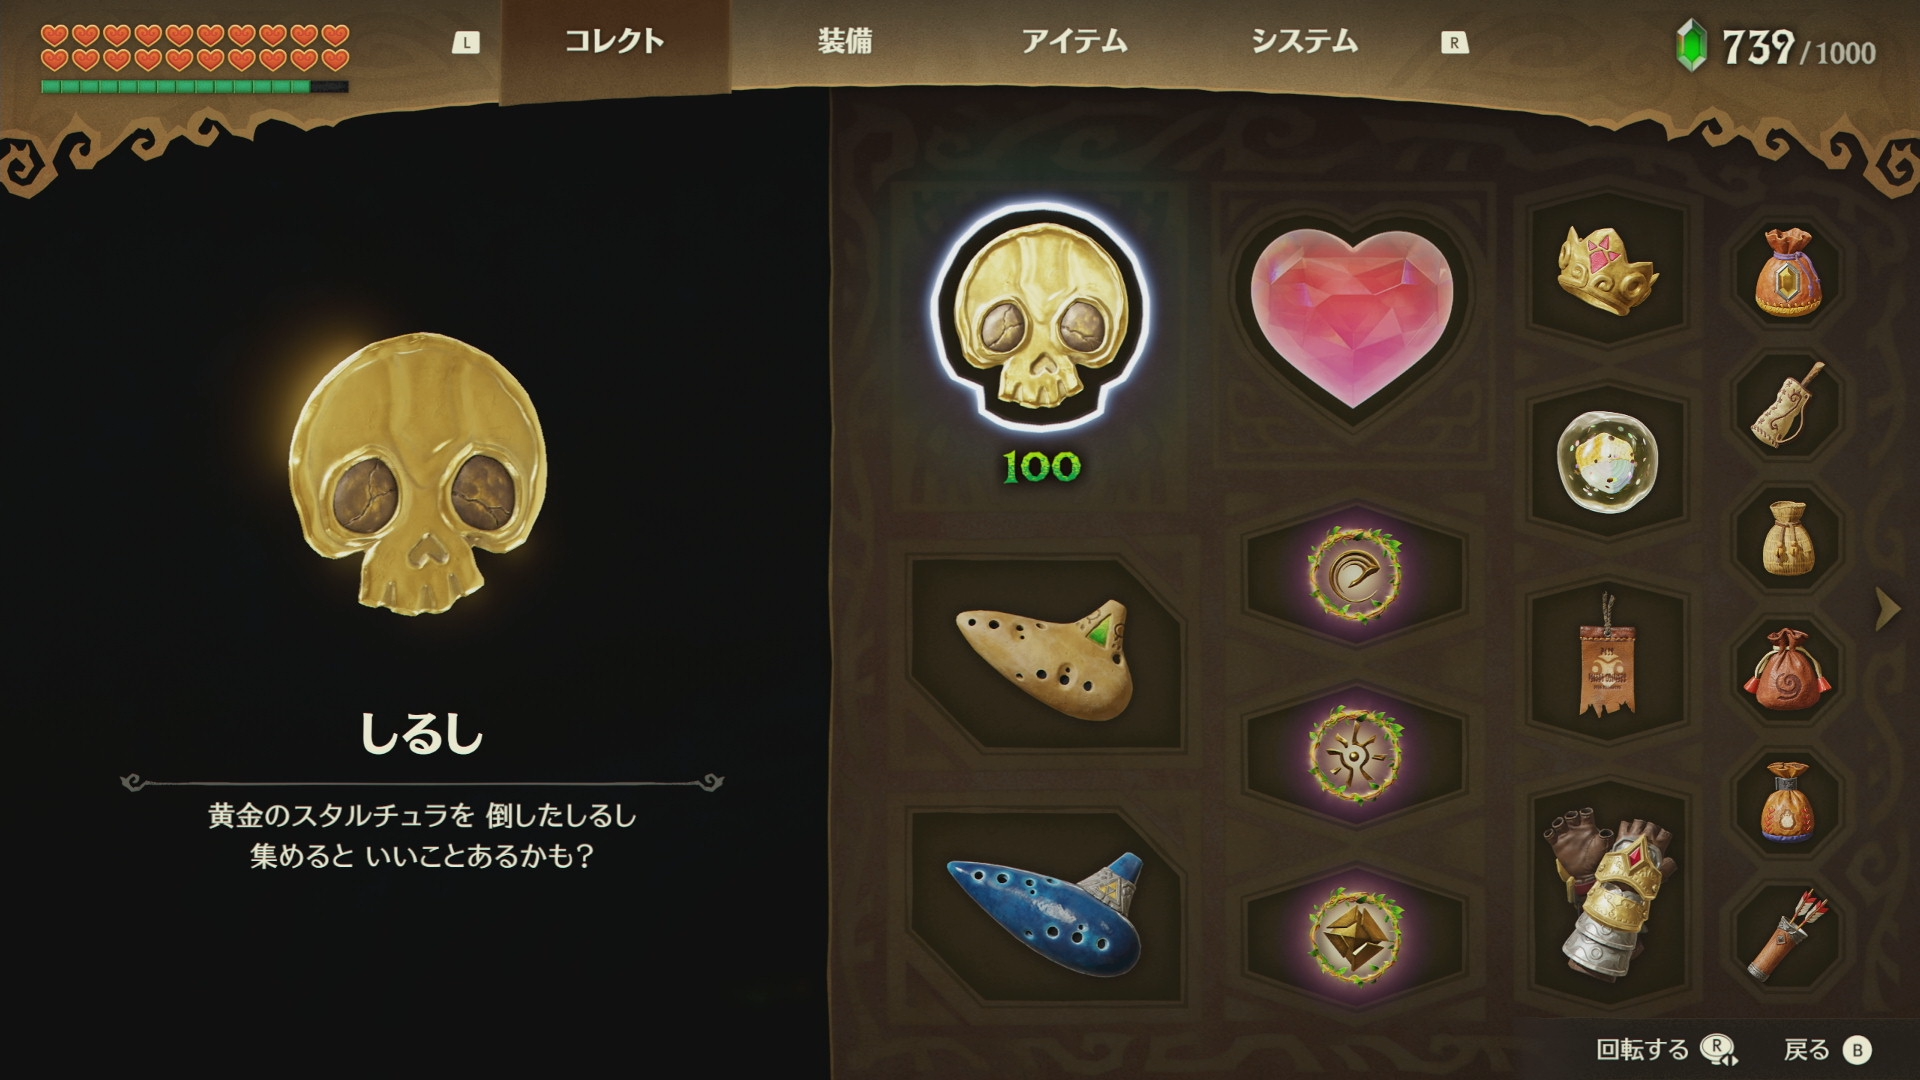 L コレクト 装備 アイテム システム R 739/1000
100
しるし
黄金のスタルチュラを 倒したしるし
集めると いいことあるかも?
回転する R 戻る B